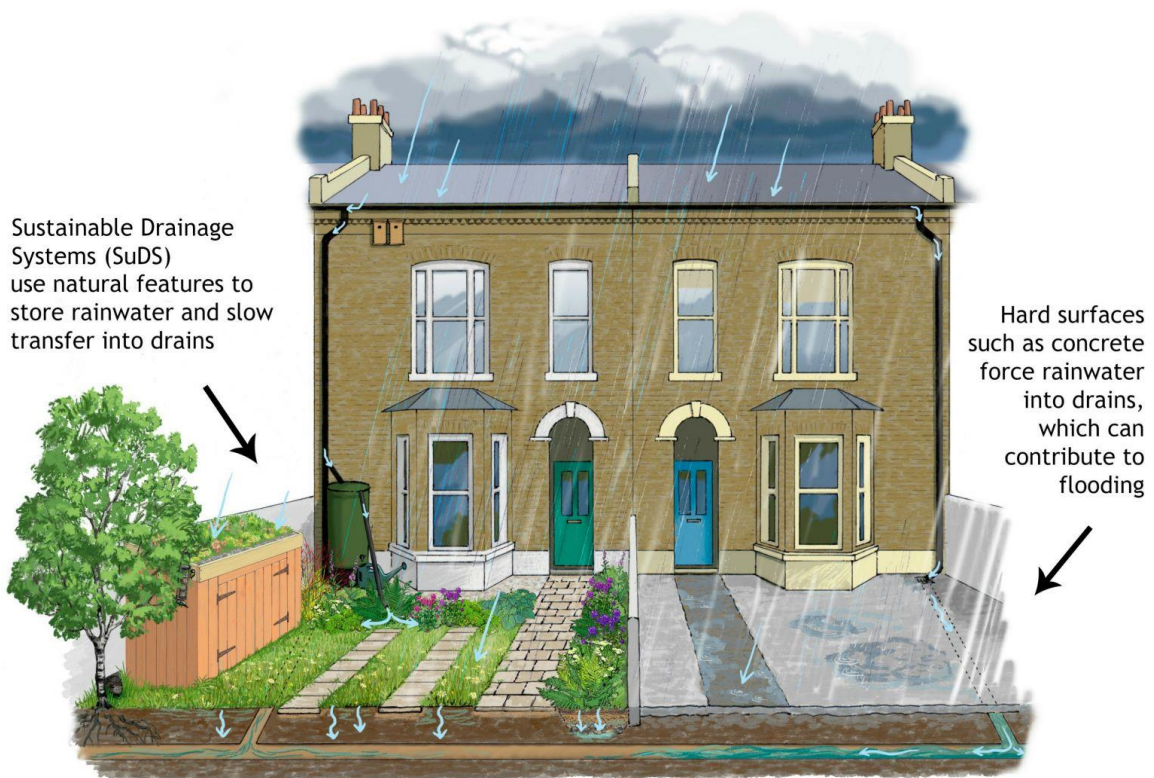 Sustainable Drainage
Systems (SuDS)
use natural features to
store rainwater and slow
transfer into drains
Hard surfaces
such as concrete
force rainwater
into drains,
which can
contribute to
flooding